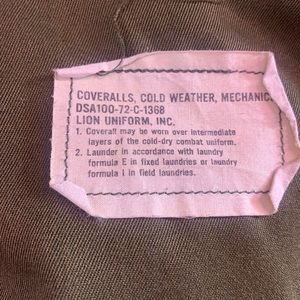 COVERALLS, COLD WEATHER, MECHANIC
DSA100-72-C-1368
LION UNIFORM, INC.
1. Coverall may be worn over intermediate
layers of the cold-dry combat uniform.
2. Launder in accordance with laundry
formula E in fixed laundries or laundry
formula I in field laundries.